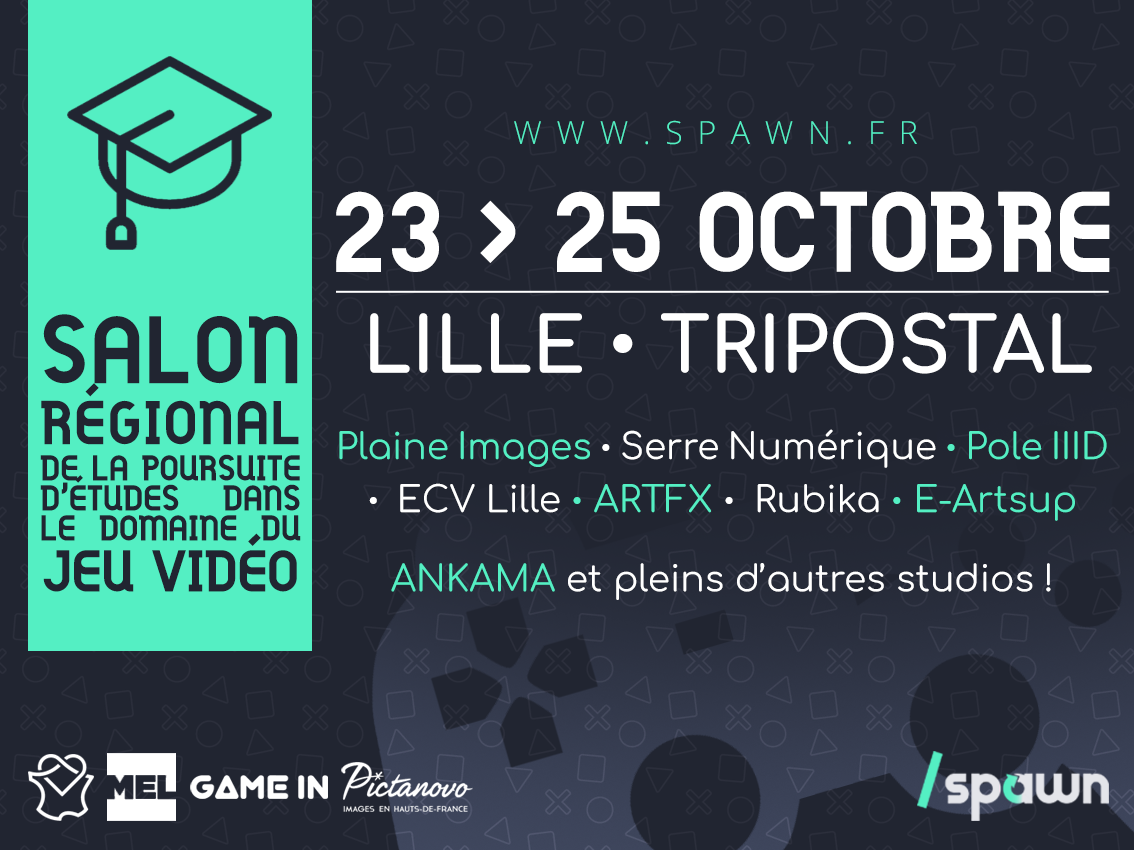 SALON
RÉGIONAL
DE LA POURSUITE
D'ÉTUDES DANS
LE DOMAINE DU
JEU VIDÉO
WWW.SPAWN.FR
23 > 25 OCTOBRE
LILLE • TRIPOSTAL
Plaine Images • Serre Numérique • Pole IIID
• ECV Lille • ARTFX • Rubika • E-Artsup
ANKAMA et pleins d'autres studios !
MEL
GAME IN
Pictanovo
IMAGES EN HAUTS-DE-FRANCE
/spawn